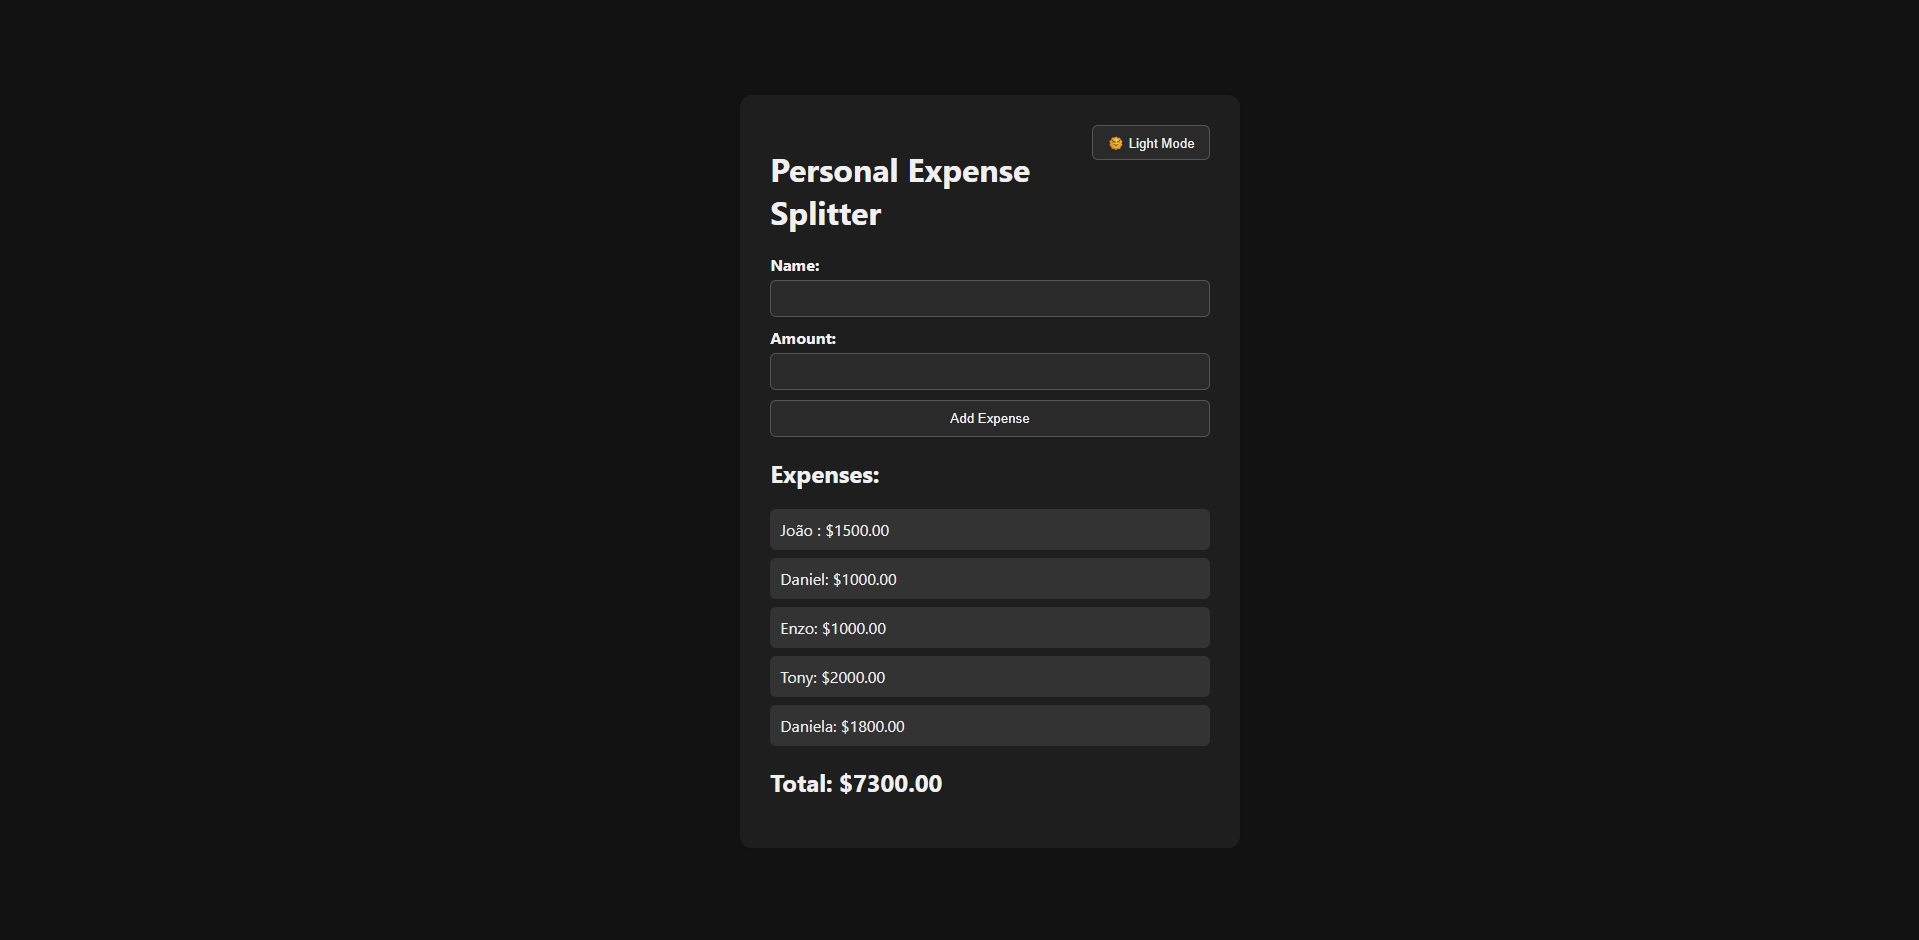 Light Mode
Personal Expense
Splitter
Name:
Amount:
Add Expense
Expenses:
João : $1500.00
Daniel: $1000.00
Enzo: $1000.00
Tony: $2000.00
Daniela: $1800.00
Total: $7300.00